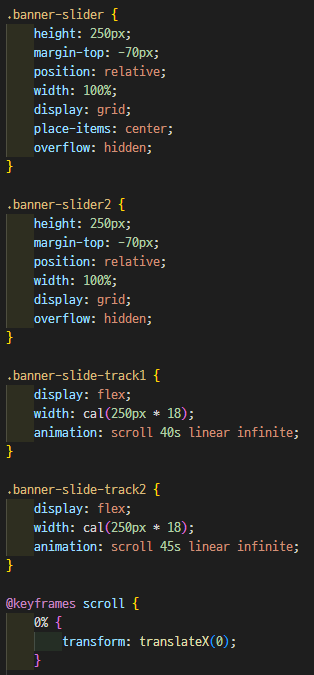 .banner-slider {
height: 250px;
margin-top: -70px;
position: relative;
width: 100%;
display: grid;
place-items: center;
overflow: hidden;
}
.banner-slider2 {
height: 250px;
margin-top: -70px;
position: relative;
width: 100%;
display: grid;
overflow: hidden;
}
.banner-slide-track1 {
display: flex;
width: cal(250px * 18);
animation: scroll 40s linear infinite;
}
.banner-slide-track2 {
display: flex;
width: cal(250px * 18);
animation: scroll 45s linear infinite;
}
@keyframes scroll {
0% {
transform: translateX(0);
}